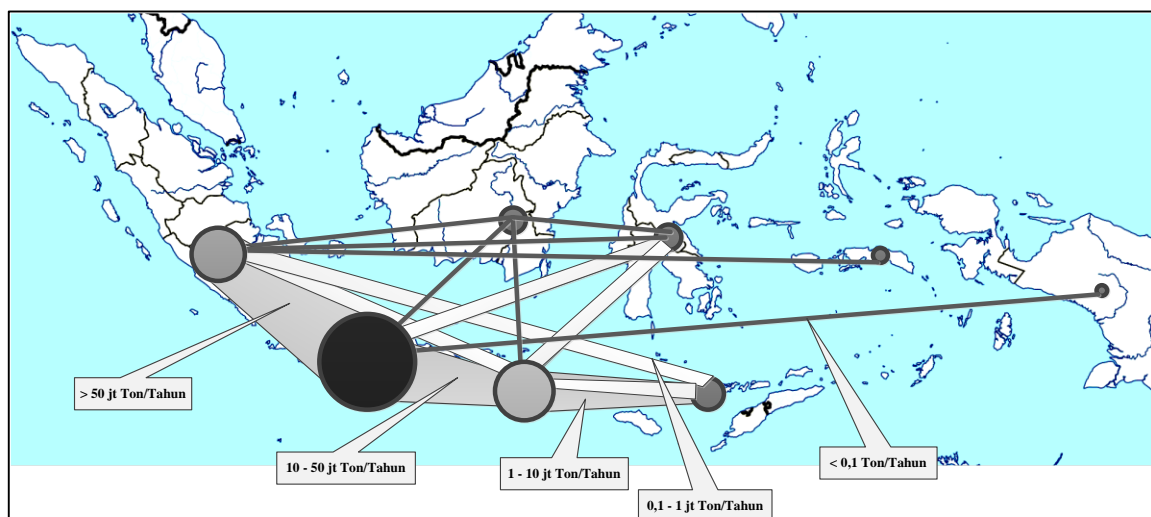 > 50 jt Ton/Tahun
10 - 50 jt Ton/Tahun
1 - 10 jt Ton/Tahun
0,1 - 1 jt Ton/Tahun
< 0,1 Ton/Tahun